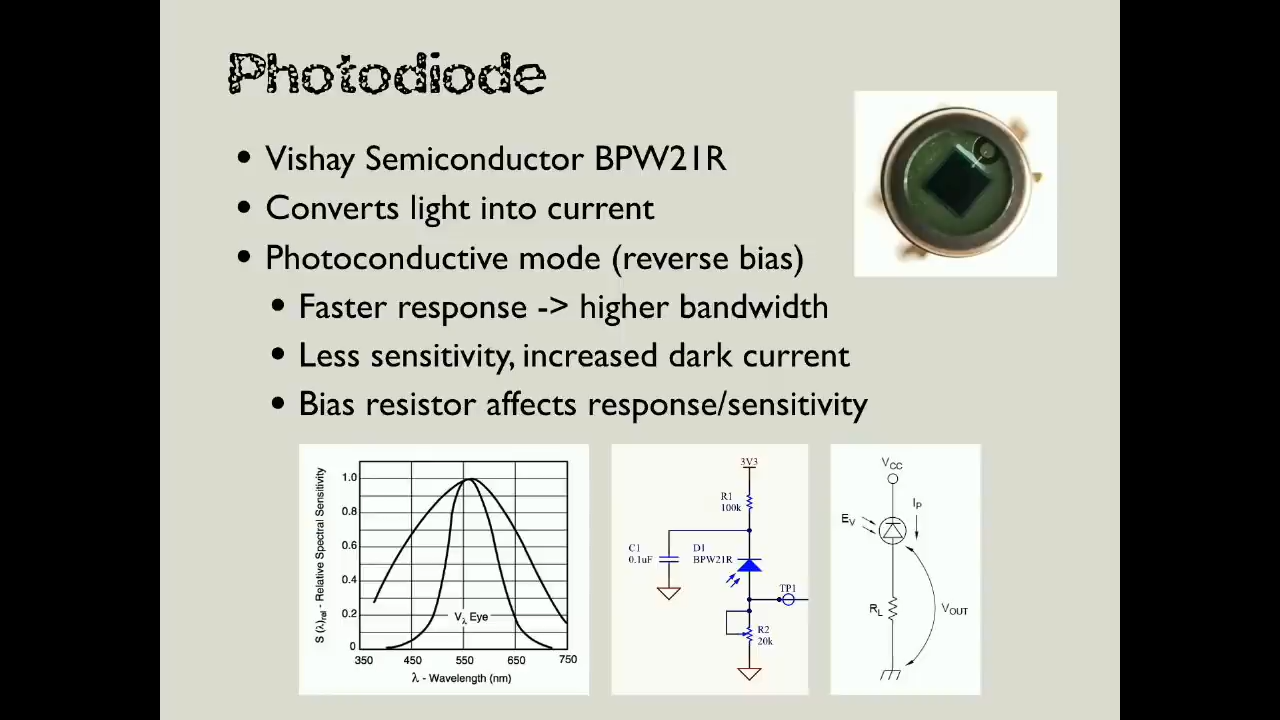 Photodiode
• Vishay Semiconductor BPW21R
• Converts light into current
• Photoconductive mode (reverse bias)
• Faster response -> higher bandwidth
• Less sensitivity, increased dark current
• Bias resistor affects response/sensitivity
S (λ)rel - Relative Spectral Sensitivity
1.0
0.8
0.6
0.4
0.2
0
Vλ Eye
350 450 550 650 750
λ - Wavelength (nm)
3V3
R1
100k
C1
0.1uF
D1
BPW21R
TP1
R2
20k
VCC
IP
EV
RL
VOUT